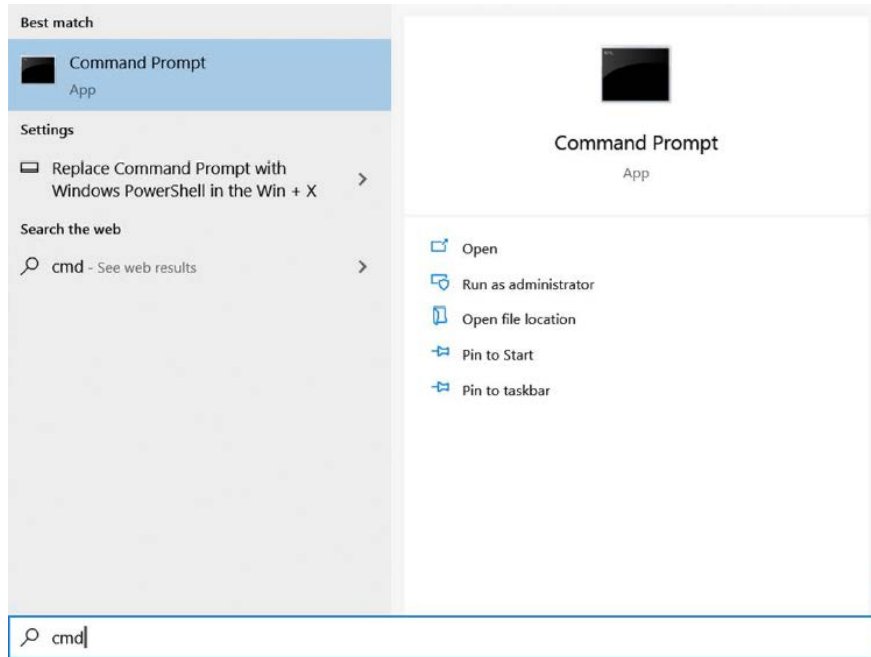 Best match
Command Prompt
App
Settings
Replace Command Prompt with
Windows PowerShell in the Win + X
Search the web
cmd - See web results
Command Prompt
App
Open
Run as administrator
Open file location
Pin to Start
Pin to taskbar
cmd